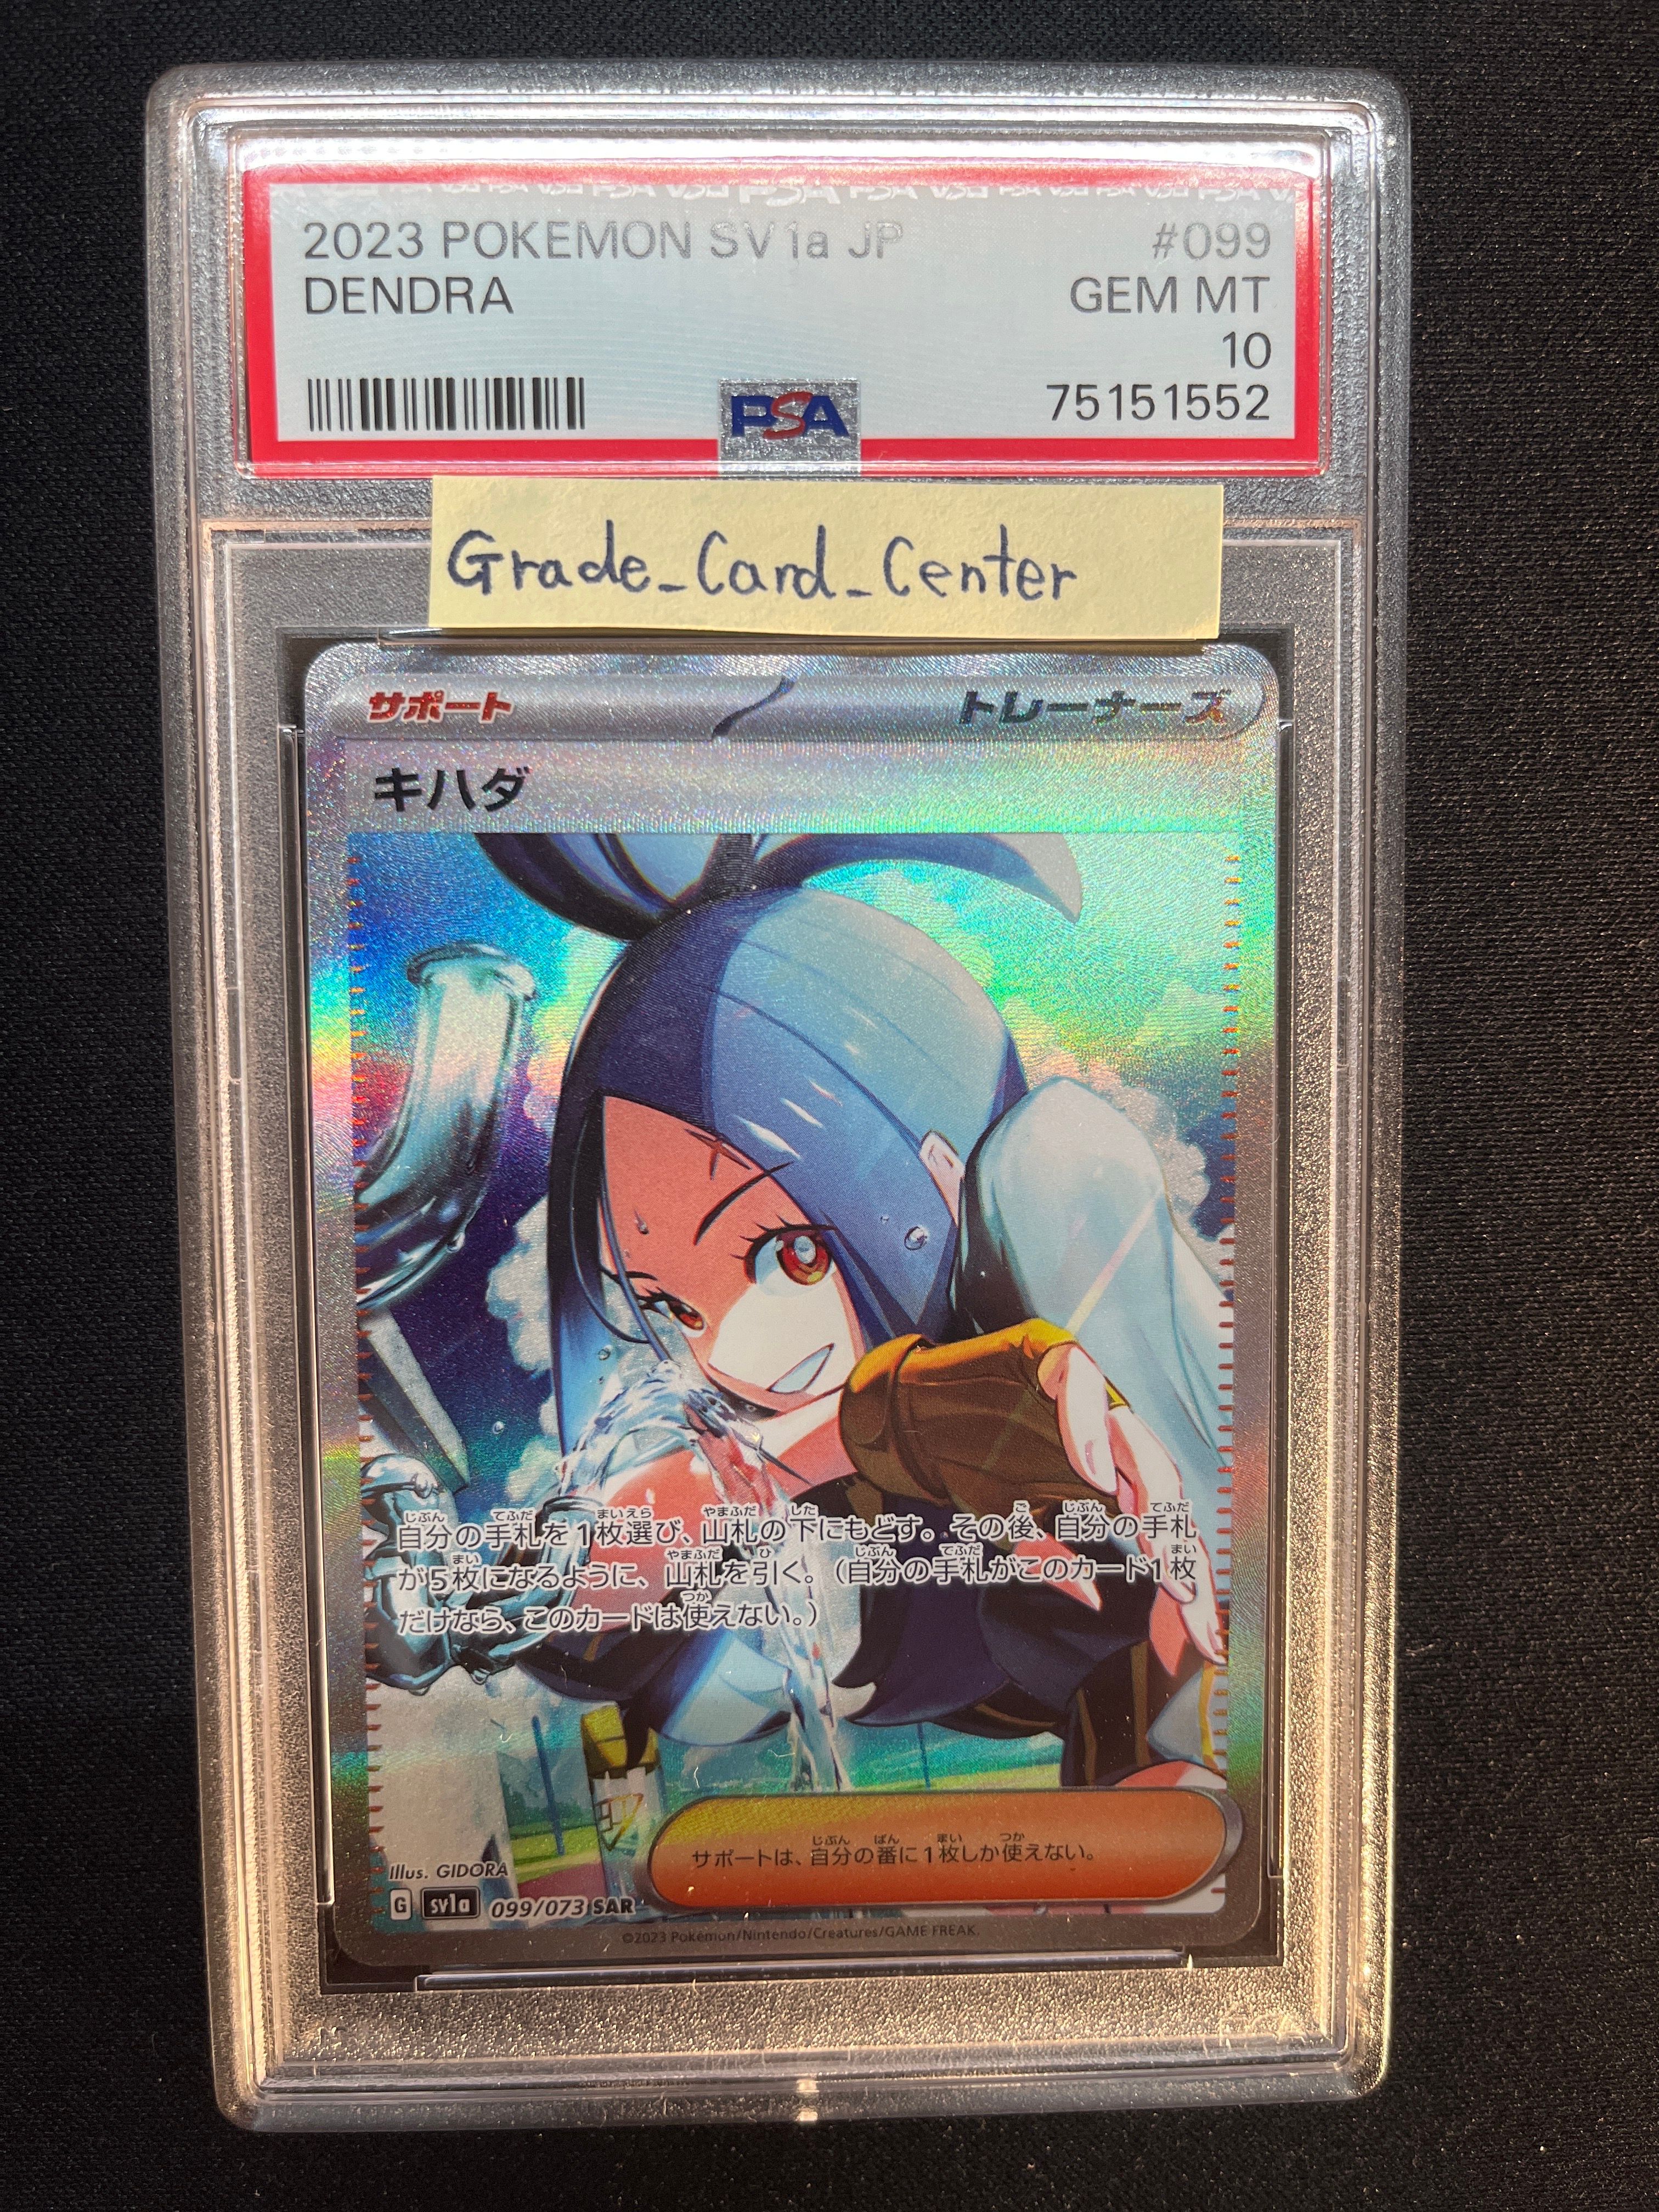 2023 POKEMON SV1a JP #099
DENDRA GEM MT
10
PSA 75151552
Grade_Card_Center
サポート トレーナーズ
キハダ
自分の手札を1枚選び、山札の下にもどす。その後、自分の手札
が5枚になるように、山札を引く。（自分の手札がこのカード1枚
だけなら、このカードは使えない。）
サポートは、自分の番に1枚しか使えない。
Illus. GIDORA
G sv1a 099/073 SAR
©2023 Pokémon/Nintendo/Creatures/GAME FREAK.